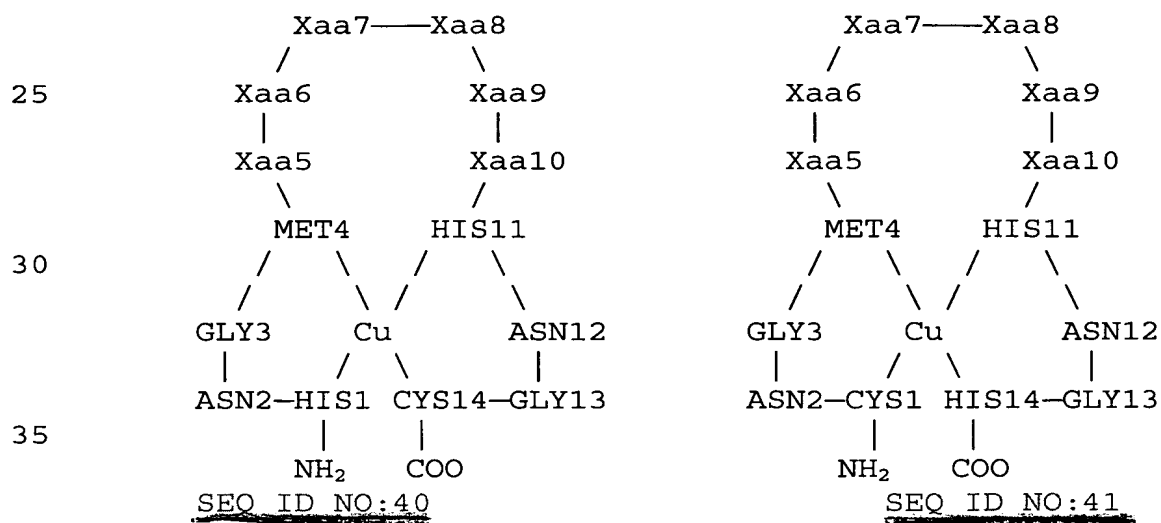 Xaa7——Xaa8 Xaa7——Xaa8
/ \ / \
25 Xaa6 Xaa9 Xaa6 Xaa9
| | | |
Xaa5 Xaa10 Xaa5 Xaa10
\ / \ /
MET4 HIS11 MET4 HIS11
30 / \ / \ / \ / \
GLY3 Cu ASN12 GLY3 Cu ASN12
| / \ | | / \ |
ASN2—HIS1 CYS14—GLY13 ASN2—CYS1 HIS14—GLY13
35 | | | |
NH₂ COO NH₂ COO
SEQ ID NO:40 SEQ ID NO:41